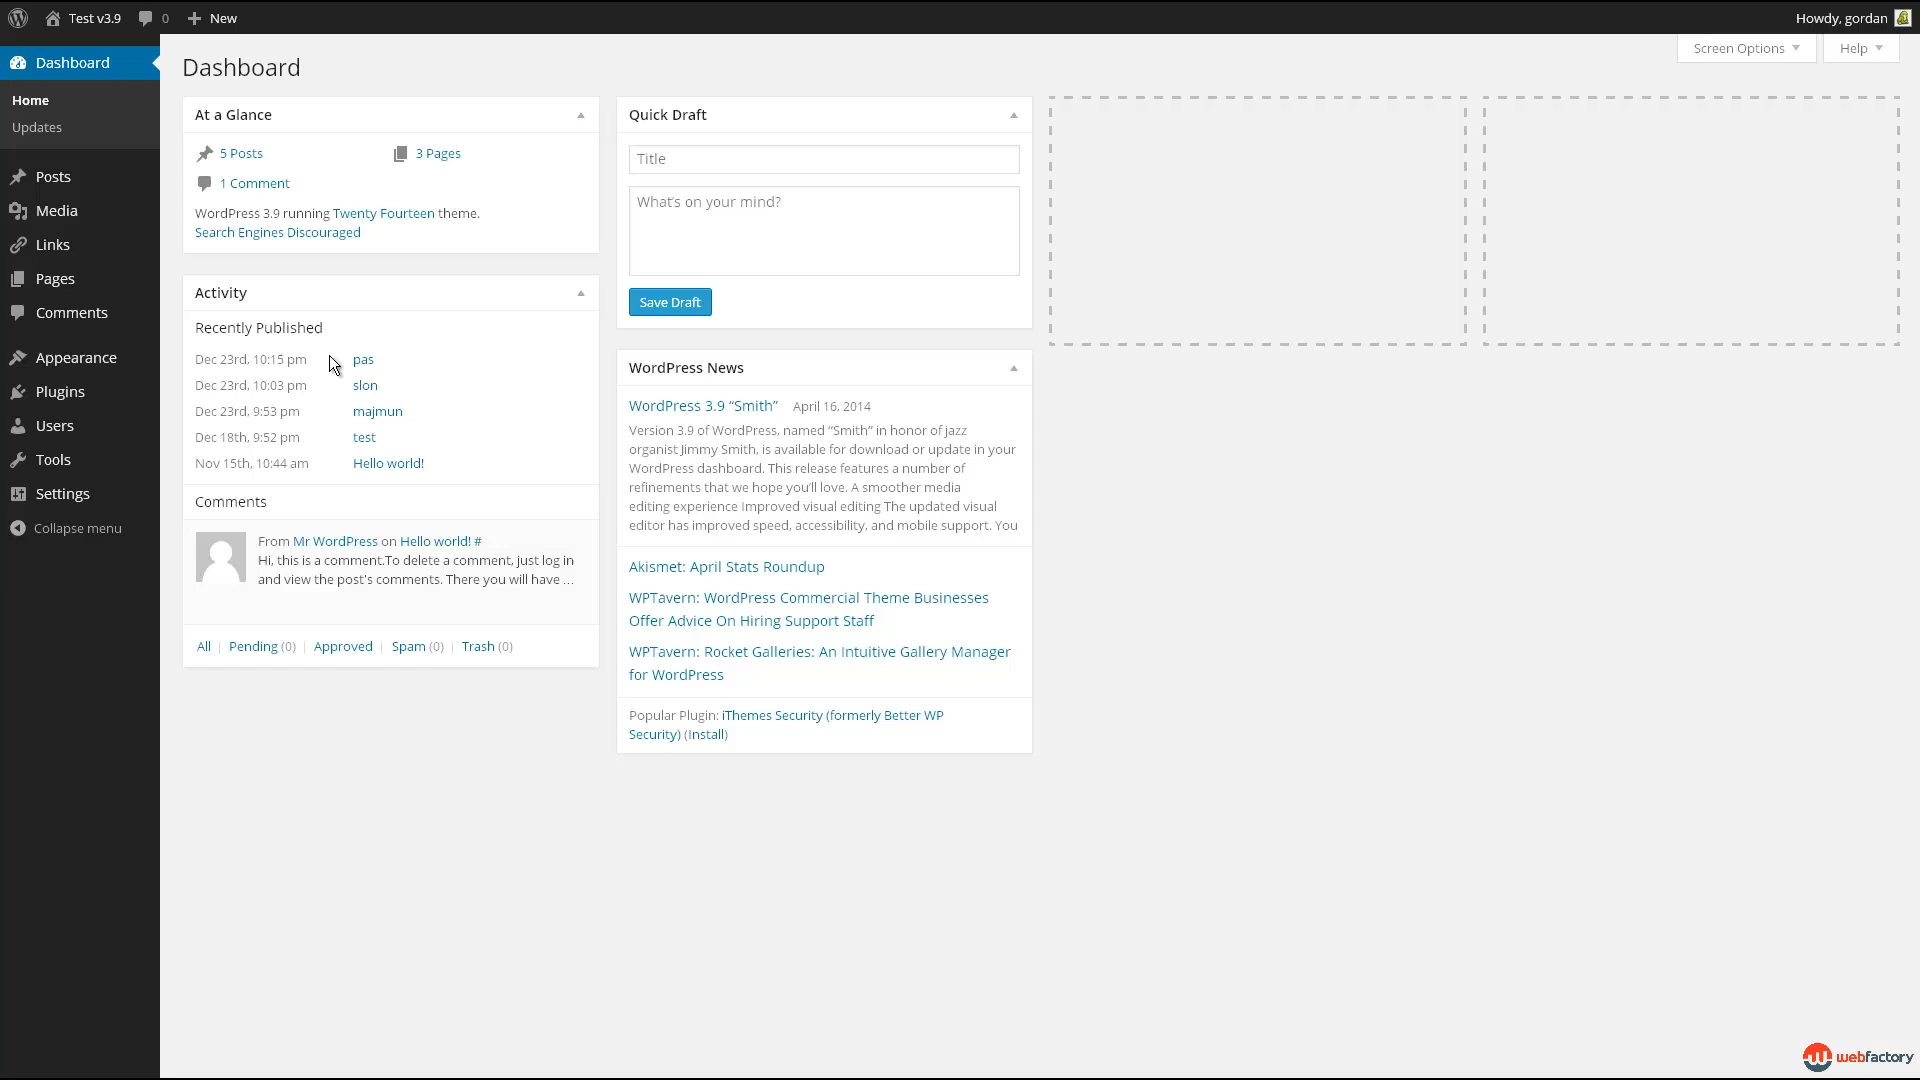 Test v3.9 0 New
Howdy, gordan
Screen Options Help
Dashboard
Home
Updates
Posts
Media
Links
Pages
Comments
Appearance
Plugins
Users
Tools
Settings
Collapse menu
Dashboard
At a Glance
5 Posts 3 Pages
1 Comment
WordPress 3.9 running Twenty Fourteen theme.
Search Engines Discouraged
Activity
Recently Published
Dec 23rd, 10:15 pm pas
Dec 23rd, 10:03 pm slon
Dec 23rd, 9:53 pm majmun
Dec 18th, 9:52 pm test
Nov 15th, 10:44 am Hello world!
Comments
From Mr WordPress on Hello world! #
Hi, this is a comment.To delete a comment, just log in
and view the post's comments. There you will have …
All | Pending (0) | Approved | Spam (0) | Trash (0)
Quick Draft
Title
What's on your mind?
Save Draft
WordPress News
WordPress 3.9 “Smith” April 16, 2014
Version 3.9 of WordPress, named “Smith” in honor of jazz
organist Jimmy Smith, is available for download or update in your
WordPress dashboard. This release features a number of
refinements that we hope you’ll love. A smoother media
editing experience Improved visual editing The updated visual
editor has improved speed, accessibility, and mobile support. You
Akismet: April Stats Roundup
WPTavern: WordPress Commercial Theme Businesses
Offer Advice On Hiring Support Staff
WPTavern: Rocket Galleries: An Intuitive Gallery Manager
for WordPress
Popular Plugin: iThemes Security (formerly Better WP
Security) (Install)
webfactory